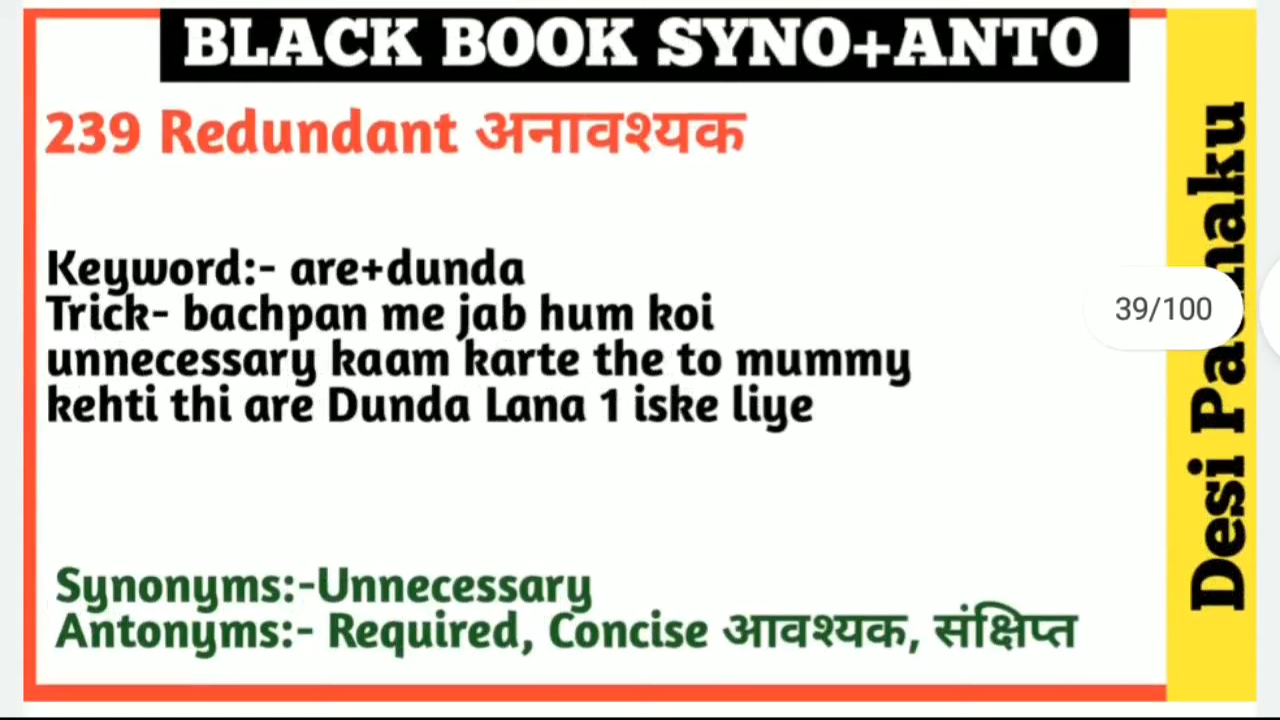 BLACK BOOK SYNO+ANTO
239 Redundant अनावश्यक
Keyword:- are+dunda
Trick- bachpan me jab hum koi
unnecessary kaam karte the to mummy
kehti thi are Dunda Lana 1 iske liye
Synonyms:-Unnecessary
Antonyms:- Required, Concise आवश्यक, संक्षिप्त
Desi
39/100